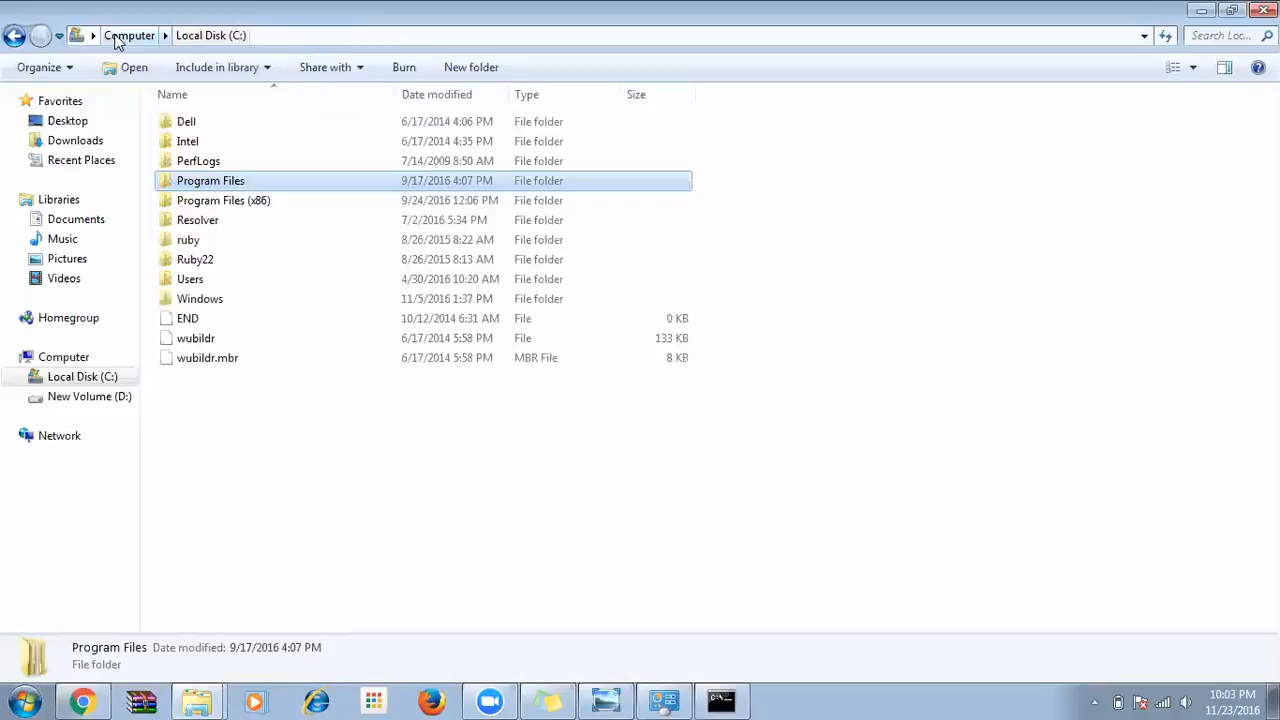 Computer Local Disk (C:) Search Loc...
Organize Open Include in library Share with Burn New folder
Name Date modified Type Size
Favorites
Desktop
Downloads
Recent Places
Libraries
Documents
Music
Pictures
Videos
Homegroup
Computer
Local Disk (C:)
New Volume (D:)
Network
Dell 6/17/2014 4:06 PM File folder
Intel 6/17/2014 4:35 PM File folder
PerfLogs 7/14/2009 8:50 AM File folder
Program Files 9/17/2016 4:07 PM File folder
Program Files (x86) 9/24/2016 12:06 PM File folder
Resolver 7/2/2016 5:34 PM File folder
ruby 8/26/2015 8:22 AM File folder
Ruby22 8/26/2015 8:13 AM File folder
Users 4/30/2016 10:20 AM File folder
Windows 11/5/2016 1:37 PM File folder
END 10/12/2014 6:31 AM File 0 KB
wubildr 6/17/2014 5:58 PM File 133 KB
wubildr.mbr 6/17/2014 5:58 PM MBR File 8 KB
Program Files Date modified: 9/17/2016 4:07 PM
File folder
10:03 PM
11/23/2016